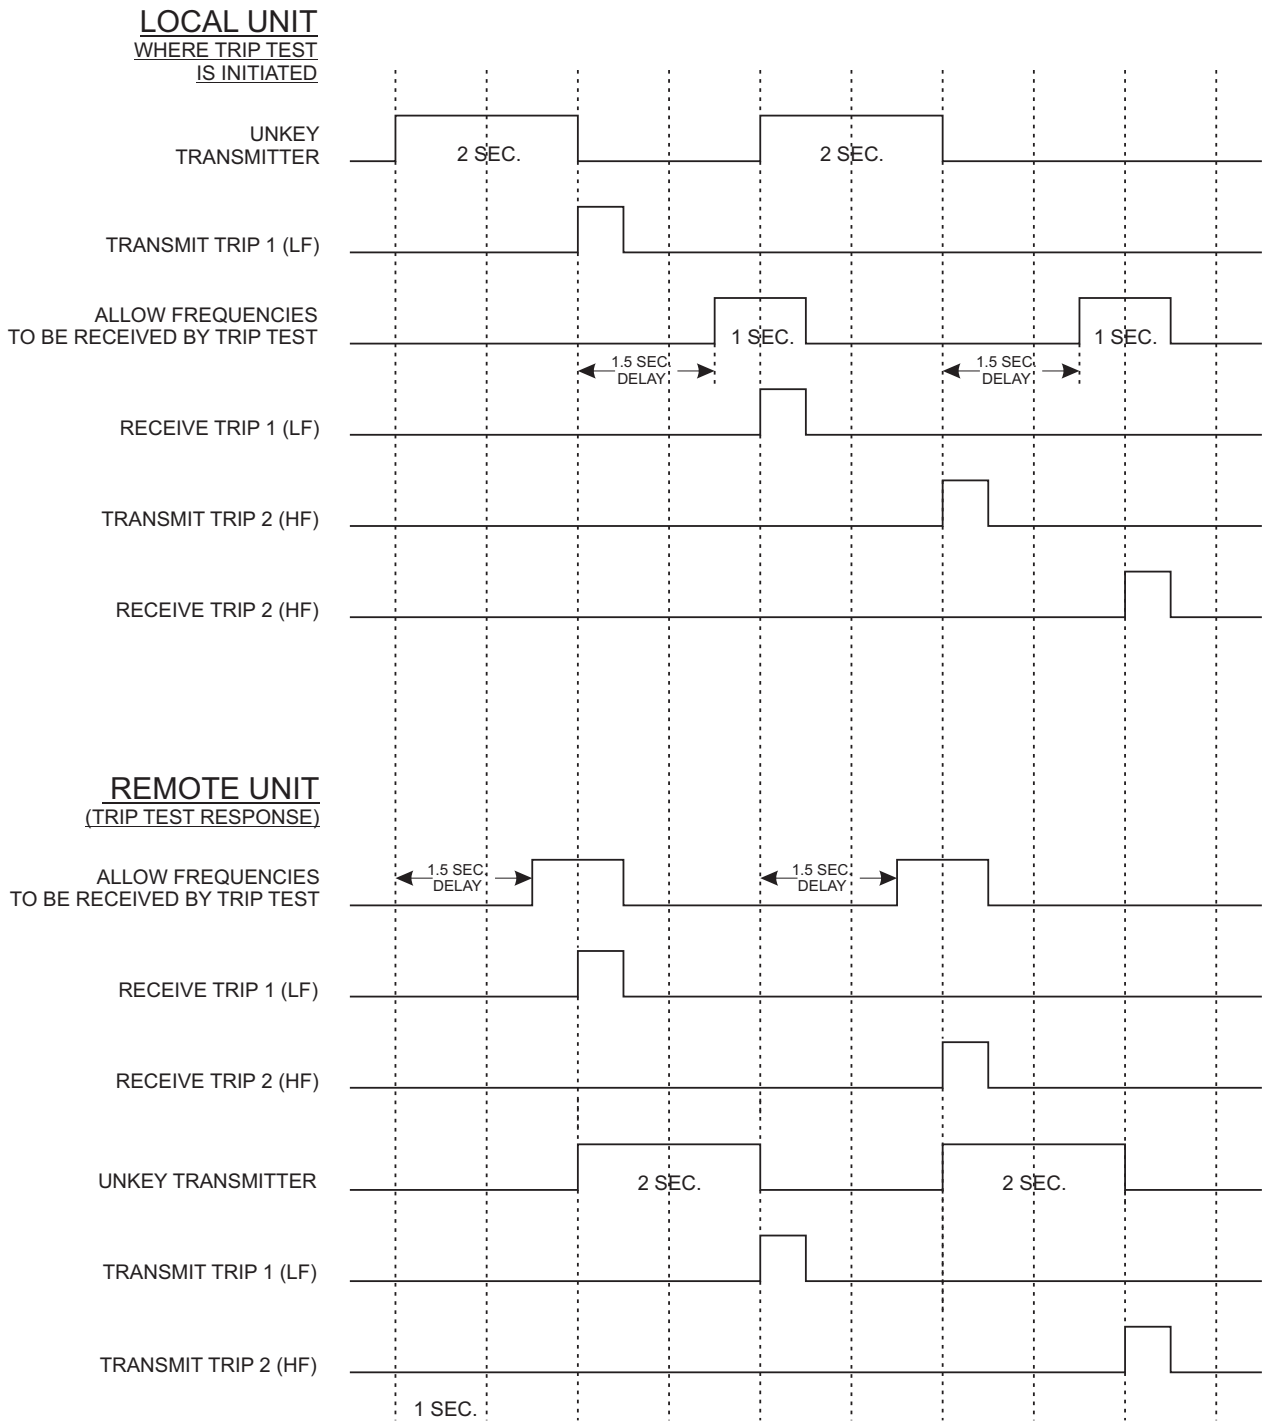 LOCAL UNIT
WHERE TRIP TEST
IS INITIATED
UNKEY
TRANSMITTER
2 SEC.
2 SEC.
TRANSMIT TRIP 1 (LF)
ALLOW FREQUENCIES
TO BE RECEIVED BY TRIP TEST
1 SEC.
1 SEC.
1.5 SEC.
DELAY
1.5 SEC.
DELAY
RECEIVE TRIP 1 (LF)
TRANSMIT TRIP 2 (HF)
RECEIVE TRIP 2 (HF)
REMOTE UNIT
(TRIP TEST RESPONSE)
ALLOW FREQUENCIES
TO BE RECEIVED BY TRIP TEST
1.5 SEC.
DELAY
1.5 SEC.
DELAY
RECEIVE TRIP 1 (LF)
RECEIVE TRIP 2 (HF)
UNKEY TRANSMITTER
2 SEC.
2 SEC.
TRANSMIT TRIP 1 (LF)
TRANSMIT TRIP 2 (HF)
1 SEC.